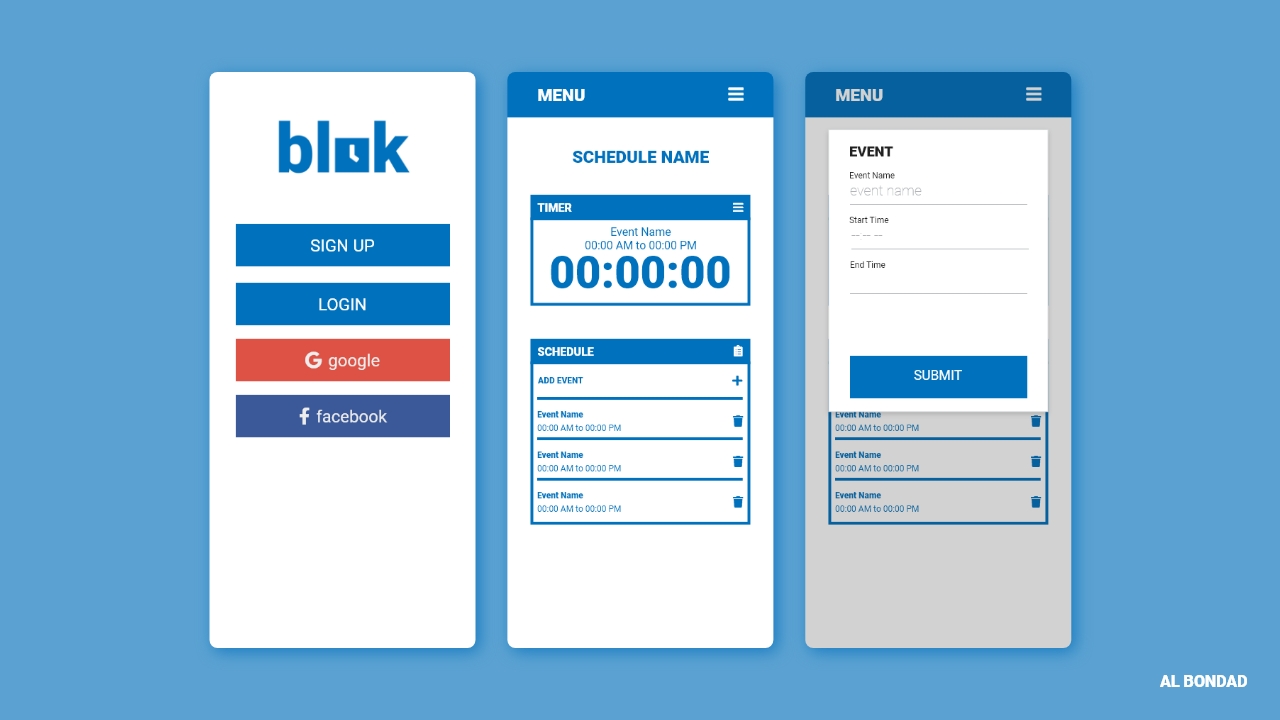 blok
SIGN UP
LOGIN
google
facebook
MENU
SCHEDULE NAME
TIMER
Event Name
00:00 AM to 00:00 PM
00:00:00
SCHEDULE
ADD EVENT
Event Name
00:00 AM to 00:00 PM
Event Name
00:00 AM to 00:00 PM
Event Name
00:00 AM to 00:00 PM
MENU
EVENT
Event Name
event name
Start Time
--:-- --
End Time
SUBMIT
Event Name
00:00 AM to 00:00 PM
Event Name
00:00 AM to 00:00 PM
Event Name
00:00 AM to 00:00 PM
AL BONDAD